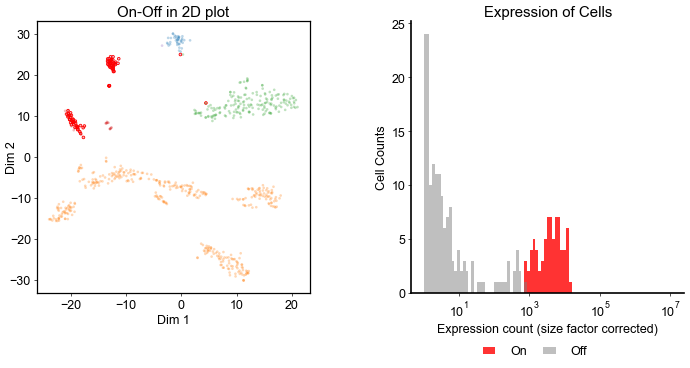 On-Off in 2D plot
30
20
10
0
−10
−20
−30
Dim 2
−20 −10 0 10 20
Dim 1
Expression of Cells
25
20
15
10
5
0
Cell Counts
10^1 10^3 10^5 10^7
Expression count (size factor corrected)
On Off